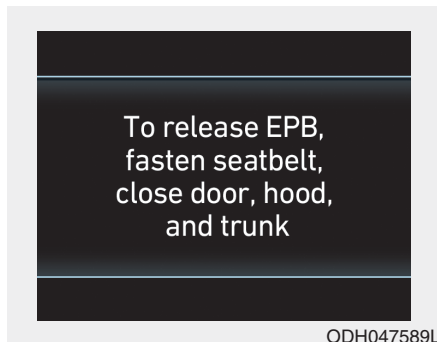 To release EPB,
fasten seatbelt,
close door, hood,
and trunk
ODH047589L